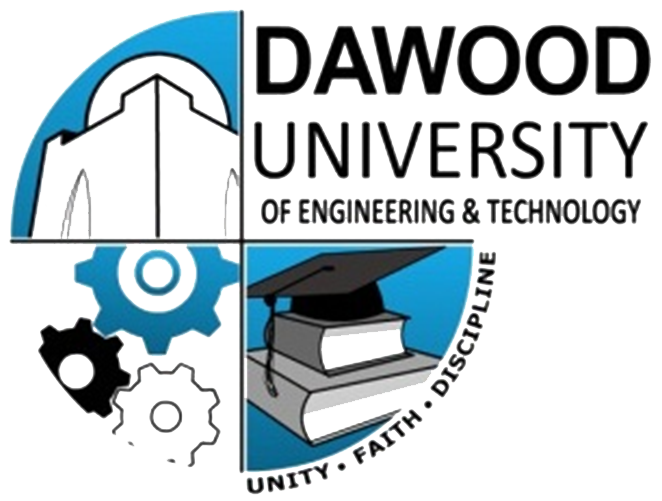 DAWOOD
UNIVERSITY
OF ENGINEERING & TECHNOLOGY
UNITY • FAITH • DISCIPLINE